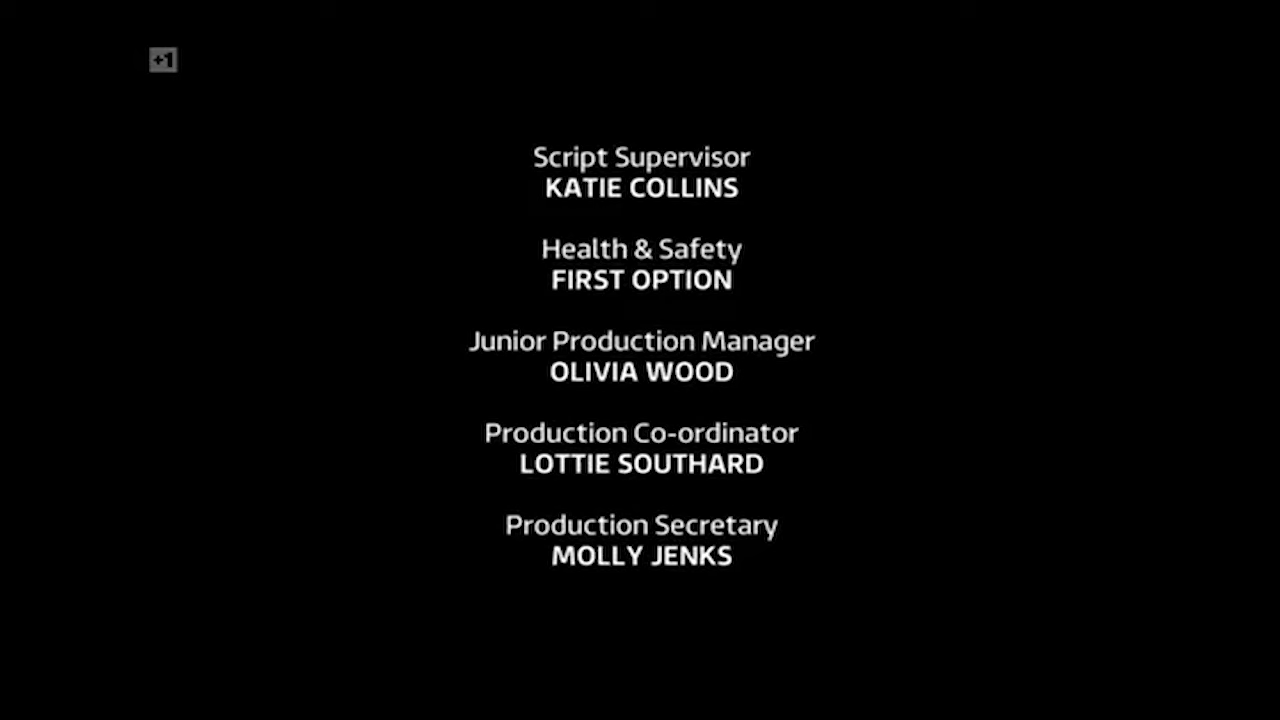 +1
Script Supervisor
KATIE COLLINS
Health & Safety
FIRST OPTION
Junior Production Manager
OLIVIA WOOD
Production Co-ordinator
LOTTIE SOUTHARD
Production Secretary
MOLLY JENKS